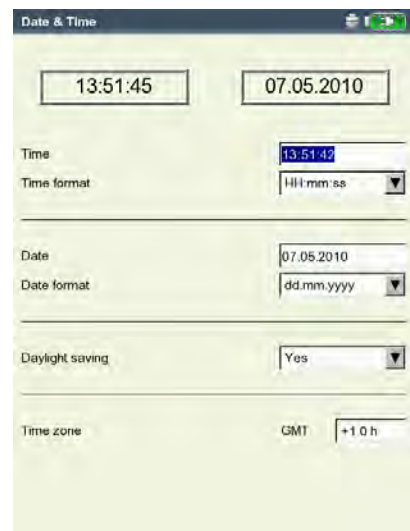 Date & Time
13:51:45 07.05.2010
Time 13:51:42
Time format HH:mm:ss
Date 07.05.2010
Date format dd.mm.yyyy
Daylight saving Yes
Time zone GMT +1.0 h